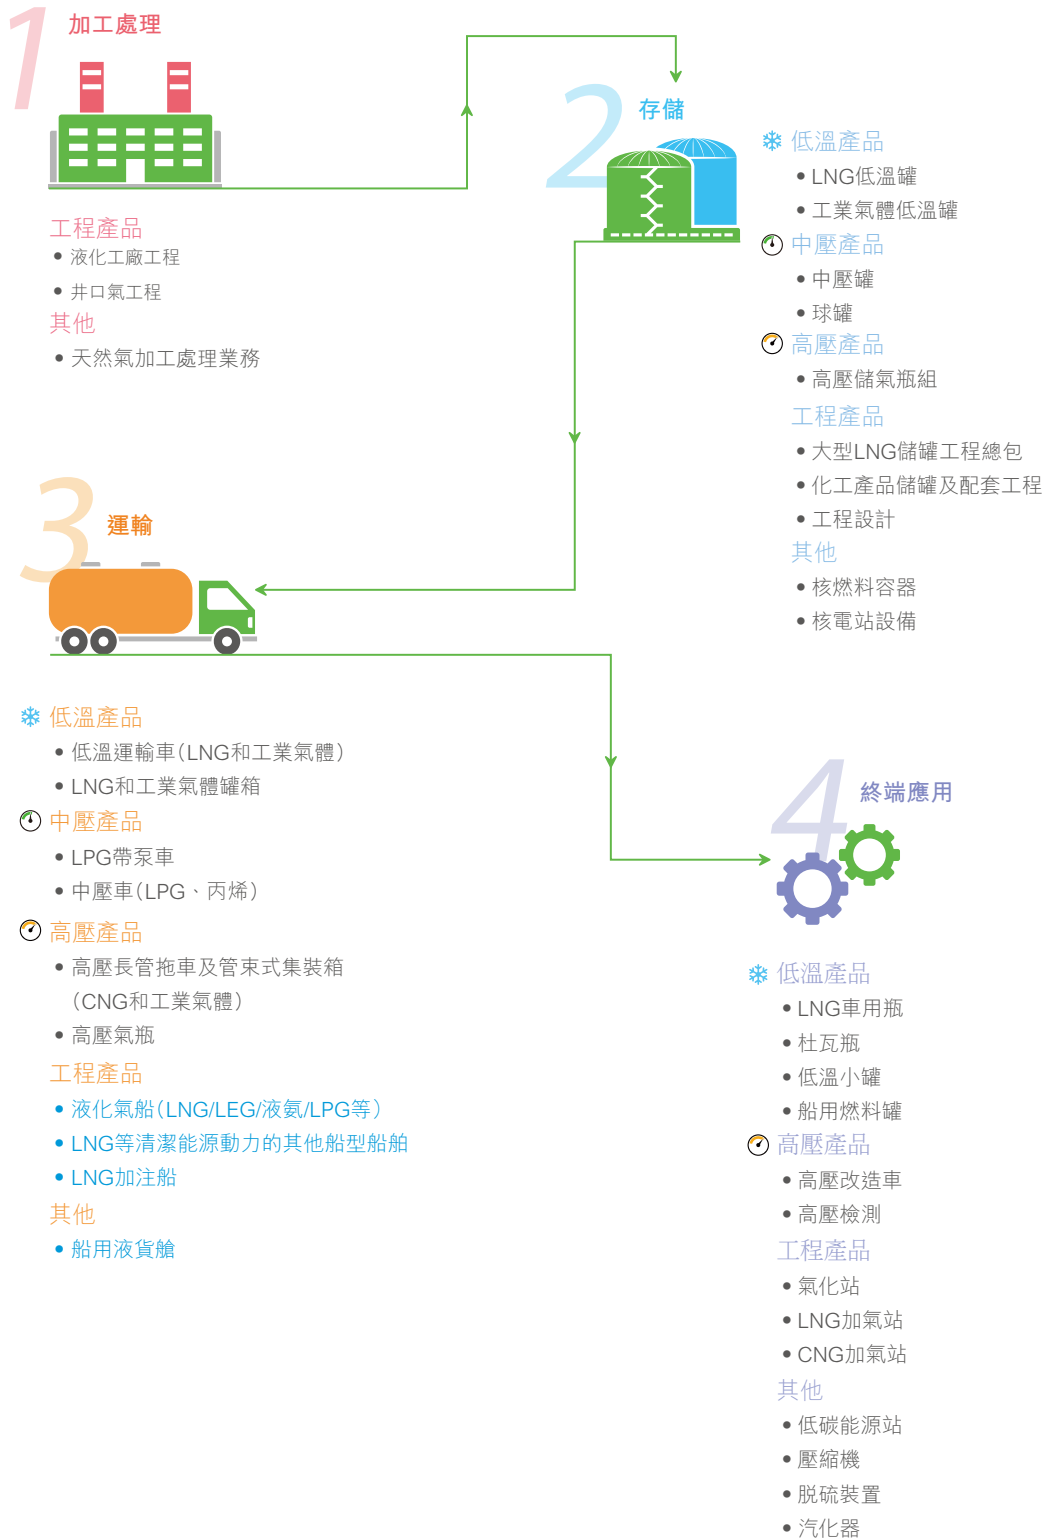 1
加工處理
工程產品
• 液化工廠工程
• 井口氣工程
其他
• 天然氣加工處理業務
2
存儲
低溫產品
• LNG低溫罐
• 工業氣體低溫罐
中壓產品
• 中壓罐
• 球罐
高壓產品
• 高壓儲氣瓶組
工程產品
• 大型LNG儲罐工程總包
• 化工產品儲罐及配套工程
• 工程設計
其他
• 核燃料容器
• 核電站設備
3
運輸
低溫產品
• 低溫運輸車(LNG和工業氣體)
• LNG和工業氣體罐箱
中壓產品
• LPG帶泵車
• 中壓車(LPG、丙烯)
高壓產品
• 高壓長管拖車及管束式集裝箱
(CNG和工業氣體)
• 高壓氣瓶
工程產品
• 液化氣船(LNG/LEG/液氨/LPG等)
• LNG等清潔能源動力的其他船型船舶
• LNG加注船
其他
• 船用液貨艙
4
終端應用
低溫產品
• LNG車用瓶
• 杜瓦瓶
• 低溫小罐
• 船用燃料罐
高壓產品
• 高壓改造車
• 高壓檢測
工程產品
• 氣化站
• LNG加氣站
• CNG加氣站
其他
• 低碳能源站
• 壓縮機
• 脫硫裝置
• 汽化器